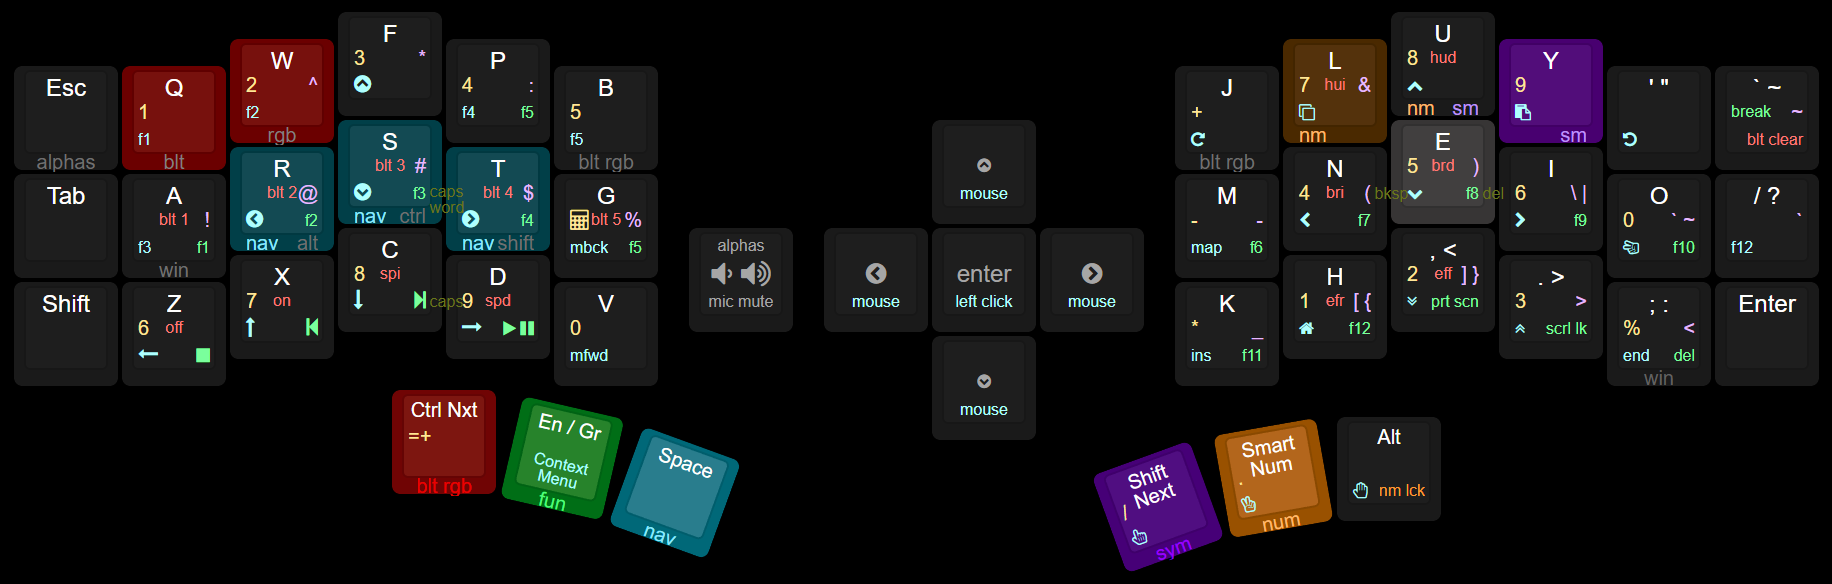 Esc
alphas
Q
1
f1
blt
W
2 ^
f2
rgb
F
3 *
P
4 :
f4 f5
B
5
f5
blt rgb
Tab
A
blt 1 !
f3 f1
win
R
blt 2 @
f2
nav alt
S
blt 3 #
f3
nav ctrl
caps
word
T
blt 4 $
f4
nav shift
G
blt 5 %
mbck f5
Shift
Z
6 off
X
7 on
C
8 spi
caps
D
9 spd
V
0
mfwd
Ctrl Nxt
=+
blt rgb
En / Gr
Context
Menu
fun
Space
nav
alphas
mic mute
mouse
mouse
enter
left click
mouse
mouse
J
+
blt rgb
L
7 hui &
nm
U
8 hud
nm sm
Y
9
sm
' "
` ~
break ~
blt clear
M
- -
map f6
N
4 bri (
f7
bksp
E
5 brd )
f8
del
I
6 \ |
f9
O
0 ` ~
f10
/ ?
`
f12
K
* _
ins f11
H
1 efr [ {
f12
, <
2 eff ] }
prt scn
. >
3 >
scrl lk
; :
% <
end del
win
Enter
Shift
Next
/
sym
Smart
Num
.
num
Alt
nm lck